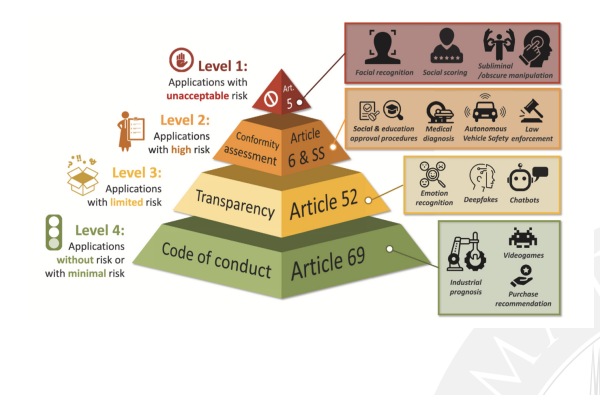 Level 1:
Applications with
unacceptable risk
Art.
5
Facial recognition
Social scoring
Subliminal
/obscure manipulation
Level 2:
Applications
with high risk
Conformity
assessment
Article
6 & SS
Social & education
approval procedures
Medical
diagnosis
Autonomous
Vehicle Safety
Law
enforcement
Level 3:
Applications
with limited risk
Transparency
Article 52
Emotion
recognition
Deepfakes
Chatbots
Level 4:
Applications
without risk or
with minimal risk
Code of conduct
Article 69
Industrial
prognosis
Videogames
Purchase
recommendation